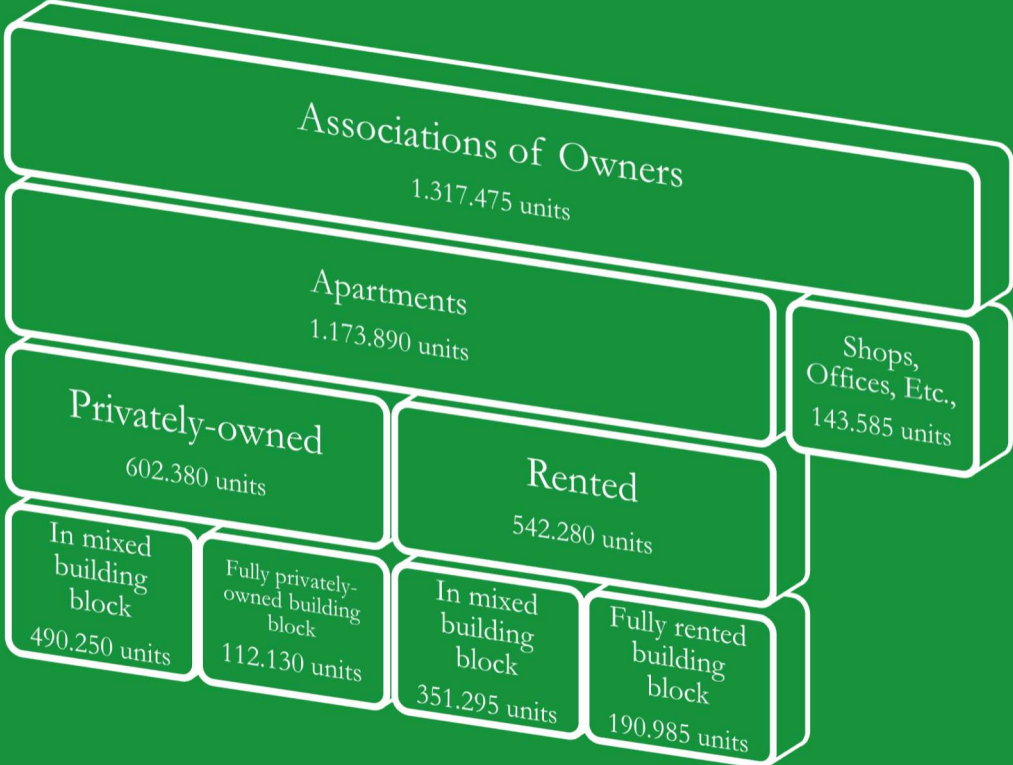 Associations of Owners
1.317.475 units
Apartments
1.173.890 units
Shops,
Offices, Etc.,
143.585 units
Privately-owned
602.380 units
Rented
542.280 units
In mixed
building
block
490.250 units
Fully privately-
owned building
block
112.130 units
In mixed
building
block
351.295 units
Fully rented
building
block
190.985 units